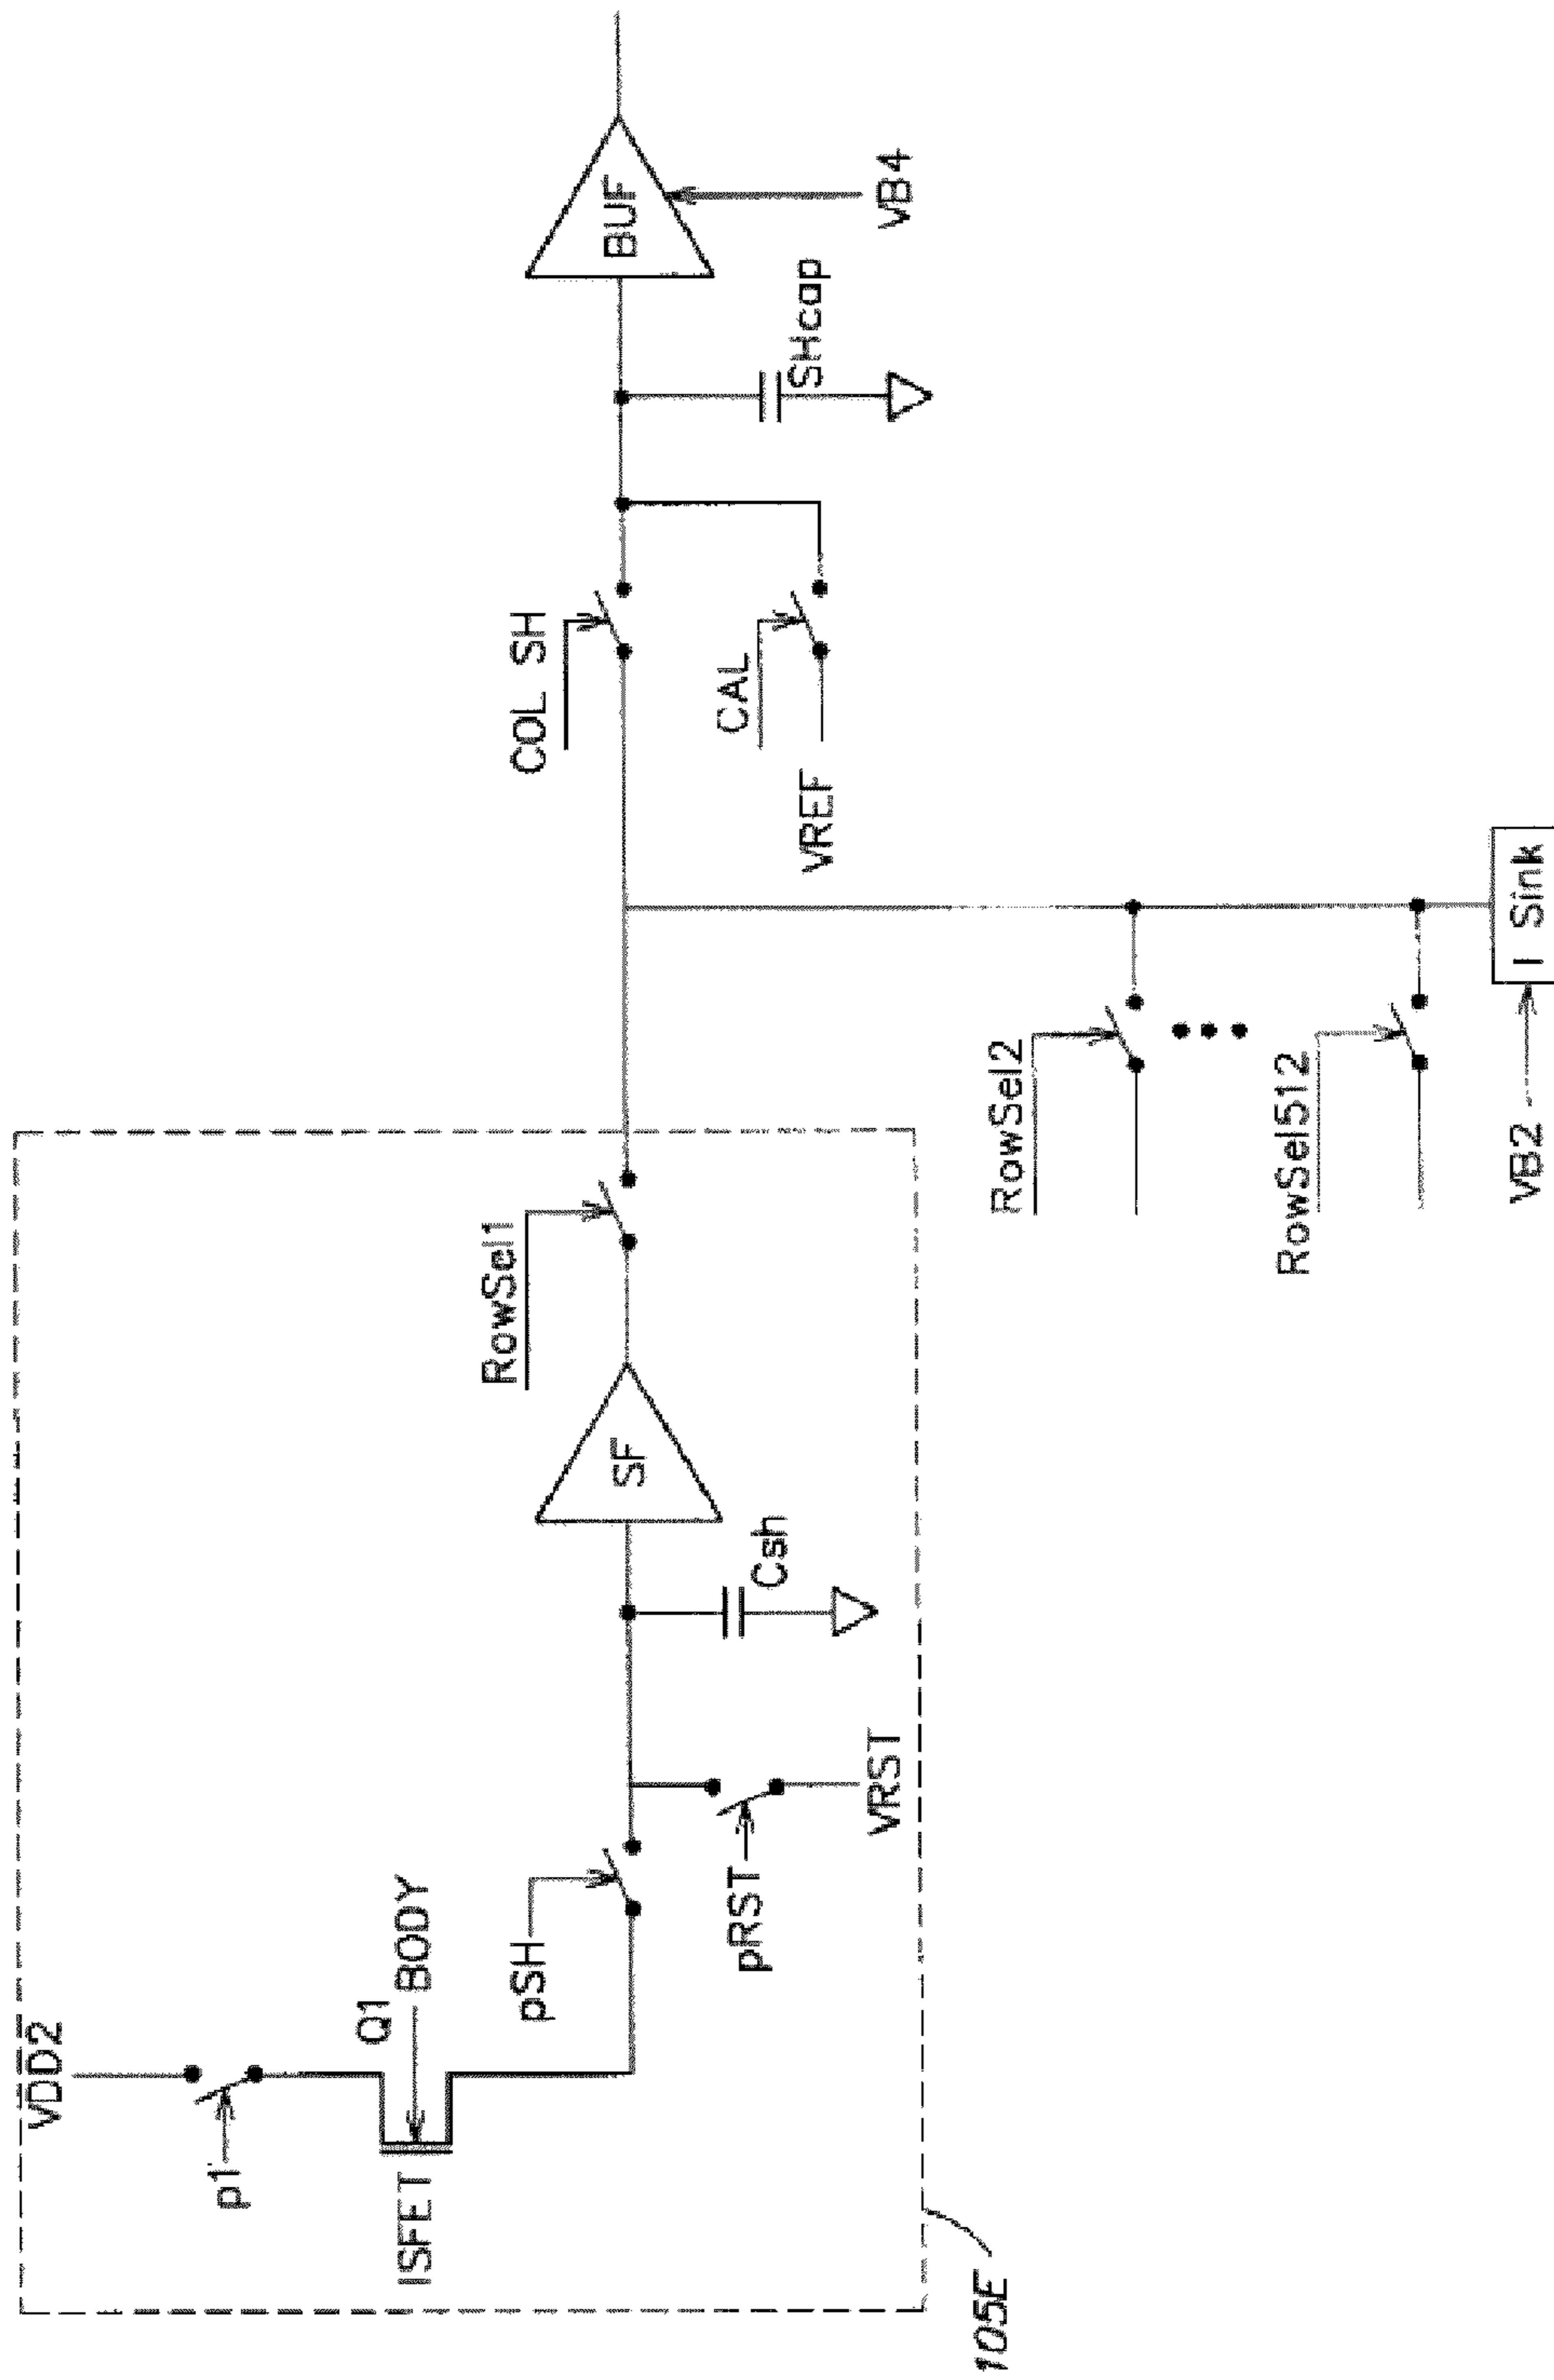 VDD2
p1
Q1
BODY
ISFET
pSH
pRST
VRST
Csh
SF
RowSel1
105E
RowSel2
RowSel512
VB2
I Sink
COL SH
CAL
VREF
SHcap
BUF
VB4